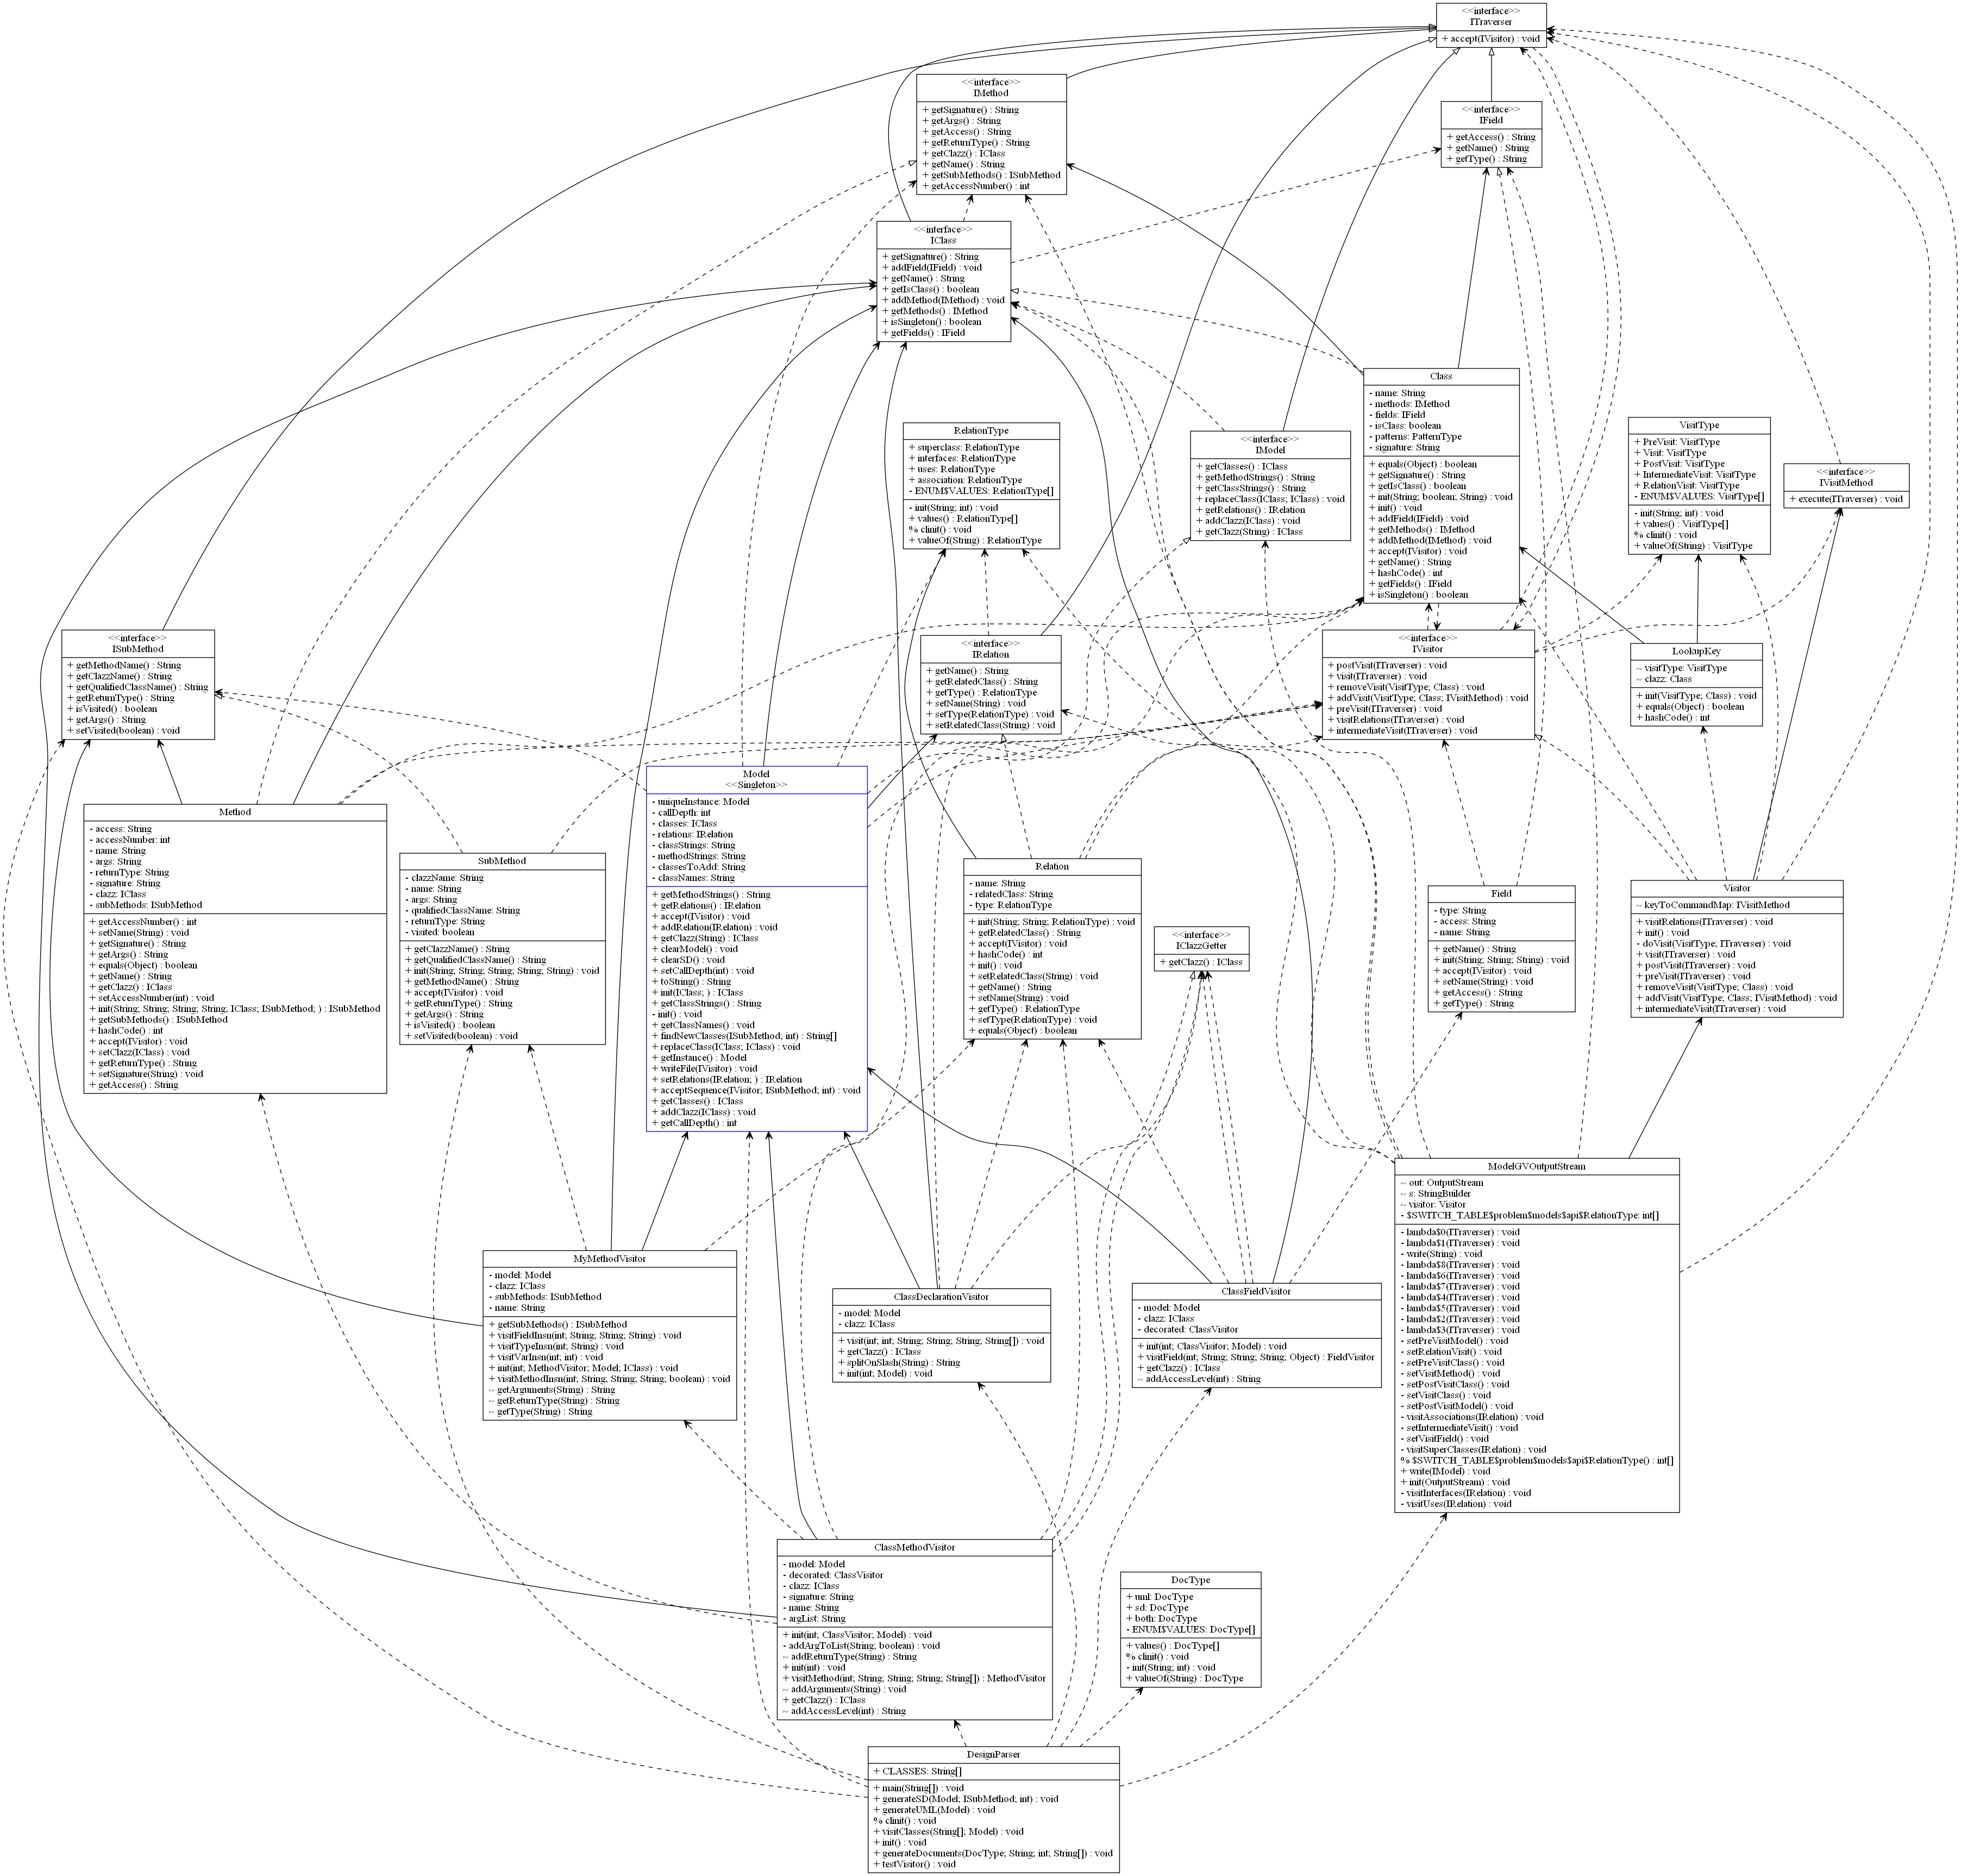 <<interface>>
ITraverser
+ accept(IVisitor) : void
<<interface>>
IMethod
+ getSignature() : String
+ getArgs() : String
+ getAccess() : String
+ getReturnType() : String
+ getClazz() : IClass
+ getName() : String
+ getSubMethods() : ISubMethod
+ getAccessNumber() : int
<<interface>>
IField
+ getAccess() : String
+ getName() : String
+ getType() : String
<<interface>>
IClass
+ getSignature() : String
+ addField(IField) : void
+ getName() : String
+ getIsClass() : boolean
+ addMethod(IMethod) : void
+ getMethods() : IMethod
+ isSingleton() : boolean
+ getFields() : IField
Class
- name: String
- methods: IMethod
- fields: IField
- isClass: boolean
- patterns: PatternType
- signature: String
+ equals(Object) : boolean
+ getSignature() : String
+ getIsClass() : boolean
+ init(String; boolean; String) : void
+ init() : void
+ addField(IField) : void
+ getMethods() : IMethod
+ addMethod(IMethod) : void
+ accept(IVisitor) : void
+ getName() : String
+ hashCode() : int
+ getFields() : IField
+ isSingleton() : boolean
RelationType
+ superclass: RelationType
+ interfaces: RelationType
+ uses: RelationType
+ association: RelationType
- ENUM$VALUES: RelationType[]
- init(String; int) : void
+ values() : RelationType[]
% clinit() : void
+ valueOf(String) : RelationType
<<interface>>
IModel
+ getClasses() : IClass
+ getMethodStrings() : String
+ getClassStrings() : String
+ replaceClass(IClass; IClass) : void
+ getRelations() : IRelation
+ addClazz(IClass) : void
+ getClazz(String) : IClass
VisitType
+ PreVisit: VisitType
+ Visit: VisitType
+ PostVisit: VisitType
+ IntermediateVisit: VisitType
+ RelationVisit: VisitType
- ENUM$VALUES: VisitType[]
- init(String; int) : void
+ values() : VisitType[]
% clinit() : void
+ valueOf(String) : VisitType
<<interface>>
IVisitMethod
+ execute(ITraverser) : void
<<interface>>
ISubMethod
+ getMethodName() : String
+ getClazzName() : String
+ getQualifiedClassName() : String
+ getReturnType() : String
+ isVisited() : boolean
+ getArgs() : String
+ setVisited(boolean) : void
<<interface>>
IRelation
+ getName() : String
+ getRelatedClass() : String
+ getType() : RelationType
+ setName(String) : void
+ setType(RelationType) : void
+ setRelatedClass(String) : void
<<interface>>
IVisitor
+ postVisit(ITraverser) : void
+ visit(ITraverser) : void
+ removeVisit(VisitType; Class) : void
+ addVisit(VisitType; Class; IVisitMethod) : void
+ preVisit(ITraverser) : void
+ visitRelations(ITraverser) : void
+ intermediateVisit(ITraverser) : void
LookupKey
~ visitType: VisitType
~ clazz: Class
+ init(VisitType; Class) : void
+ equals(Object) : boolean
+ hashCode() : int
Method
- access: String
- accessNumber: int
- name: String
- args: String
- returnType: String
- signature: String
- clazz: IClass
- subMethods: ISubMethod
+ getAccessNumber() : int
+ setName(String) : void
+ getSignature() : String
+ getArgs() : String
+ equals(Object) : boolean
+ getName() : String
+ getClazz() : IClass
+ setAccessNumber(int) : void
+ init(String; String; String; String; IClass; ISubMethod; ) : ISubMethod
+ getSubMethods() : ISubMethod
+ hashCode() : int
+ accept(IVisitor) : void
+ setClazz(IClass) : void
+ getReturnType() : String
+ setSignature(String) : void
+ getAccess() : String
SubMethod
- clazzName: String
- name: String
- args: String
- qualifiedClassName: String
- returnType: String
- visited: boolean
+ getClazzName() : String
+ getQualifiedClassName() : String
+ init(String; String; String; String; String) : void
+ getMethodName() : String
+ accept(IVisitor) : void
+ getReturnType() : String
+ getArgs() : String
+ isVisited() : boolean
+ setVisited(boolean) : void
Model
<<Singleton>>
- uniqueInstance: Model
- callDepth: int
- classes: IClass
- relations: IRelation
- classStrings: String
- methodStrings: String
- classesToAdd: String
- classNames: String
+ getMethodStrings() : String
+ getRelations() : IRelation
+ accept(IVisitor) : void
+ addRelation(IRelation) : void
+ getClazz(String) : IClass
+ clearModel() : void
+ clearSD() : void
+ setCallDepth(int) : void
+ toString() : String
+ init(IClass; ) : IClass
+ getClassStrings() : String
- init() : void
+ getClassNames() : void
+ findNewClasses(ISubMethod; int) : String[]
+ replaceClass(IClass; IClass) : void
+ getInstance() : Model
+ writeFile(IVisitor) : void
+ setRelations(IRelation; ) : IRelation
+ acceptSequence(IVisitor; ISubMethod; int) : void
+ getClasses() : IClass
+ addClazz(IClass) : void
+ getCallDepth() : int
Relation
- name: String
- relatedClass: String
- type: RelationType
+ init(String; String; RelationType) : void
+ getRelatedClass() : String
+ accept(IVisitor) : void
+ hashCode() : int
+ init() : void
+ setRelatedClass(String) : void
+ getName() : String
+ setName(String) : void
+ getType() : RelationType
+ setType(RelationType) : void
+ equals(Object) : boolean
<<interface>>
IClazzGetter
+ getClazz() : IClass
Field
- type: String
- access: String
- name: String
+ getName() : String
+ init(String; String; String) : void
+ accept(IVisitor) : void
+ setName(String) : void
+ getAccess() : String
+ getType() : String
Visitor
~ keyToCommandMap: IVisitMethod
+ visitRelations(ITraverser) : void
+ init() : void
- doVisit(VisitType; ITraverser) : void
+ visit(ITraverser) : void
+ postVisit(ITraverser) : void
+ preVisit(ITraverser) : void
+ removeVisit(VisitType; Class) : void
+ addVisit(VisitType; Class; IVisitMethod) : void
+ intermediateVisit(ITraverser) : void
ModelGVOutputStream
~ out: OutputStream
~ s: StringBuilder
~ visitor: Visitor
- $SWITCH_TABLE$problem$models$api$RelationType: int[]
- lambda$0(ITraverser) : void
- lambda$1(ITraverser) : void
- write(String) : void
- lambda$8(ITraverser) : void
- lambda$6(ITraverser) : void
- lambda$7(ITraverser) : void
- lambda$4(ITraverser) : void
- lambda$5(ITraverser) : void
- lambda$2(ITraverser) : void
- lambda$3(ITraverser) : void
- setPreVisitModel() : void
- setRelationVisit() : void
- setPreVisitClass() : void
- setVisitMethod() : void
- setPostVisitClass() : void
- setVisitClass() : void
- setPostVisitModel() : void
- visitAssociations(IRelation) : void
- setIntermediateVisit() : void
- setVisitField() : void
- visitSuperClasses(IRelation) : void
% $SWITCH_TABLE$problem$models$api$RelationType() : int[]
+ write(IModel) : void
+ init(OutputStream) : void
- visitInterfaces(IRelation) : void
- visitUses(IRelation) : void
MyMethodVisitor
- model: Model
- clazz: IClass
- subMethods: ISubMethod
- name: String
+ getSubMethods() : ISubMethod
+ visitFieldInsn(int; String; String; String) : void
+ visitTypeInsn(int; String) : void
+ visitVarInsn(int; int) : void
+ init(int; MethodVisitor; Model; IClass) : void
+ visitMethodInsn(int; String; String; String; boolean) : void
~ getArguments(String) : String
~ getReturnType(String) : String
~ getType(String) : String
ClassDeclarationVisitor
- model: Model
- clazz: IClass
+ visit(int; int; String; String; String; String[]) : void
+ getClazz() : IClass
+ splitOnSlash(String) : String
+ init(int; Model) : void
ClassFieldVisitor
- model: Model
- clazz: IClass
- decorated: ClassVisitor
+ init(int; ClassVisitor; Model) : void
+ visitField(int; String; String; String; Object) : FieldVisitor
+ getClazz() : IClass
~ addAccessLevel(int) : String
ClassMethodVisitor
- model: Model
- decorated: ClassVisitor
- clazz: IClass
- signature: String
- name: String
- argList: String
+ init(int; ClassVisitor; Model) : void
- addArgToList(String; boolean) : void
~ addReturnType(String) : String
+ init(int) : void
+ visitMethod(int; String; String; String; String[]) : MethodVisitor
~ addArguments(String) : void
+ getClazz() : IClass
~ addAccessLevel(int) : String
DocType
+ uml: DocType
+ sd: DocType
+ both: DocType
- ENUM$VALUES: DocType[]
+ values() : DocType[]
% clinit() : void
- init(String; int) : void
+ valueOf(String) : DocType
DesignParser
+ CLASSES: String[]
+ main(String[]) : void
+ generateSD(Model; ISubMethod; int) : void
+ generateUML(Model) : void
% clinit() : void
+ visitClasses(String[]; Model) : void
+ init() : void
+ generateDocuments(DocType; String; int; String[]) : void
+ testVisitor() : void